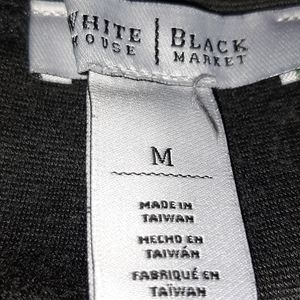 WHITE | BLACK
HOUSE | MARKET
M
MADE IN
TAIWAN
HECHO EN
TAIWÁN
FABRIQUÉ EN
TAÏWAN